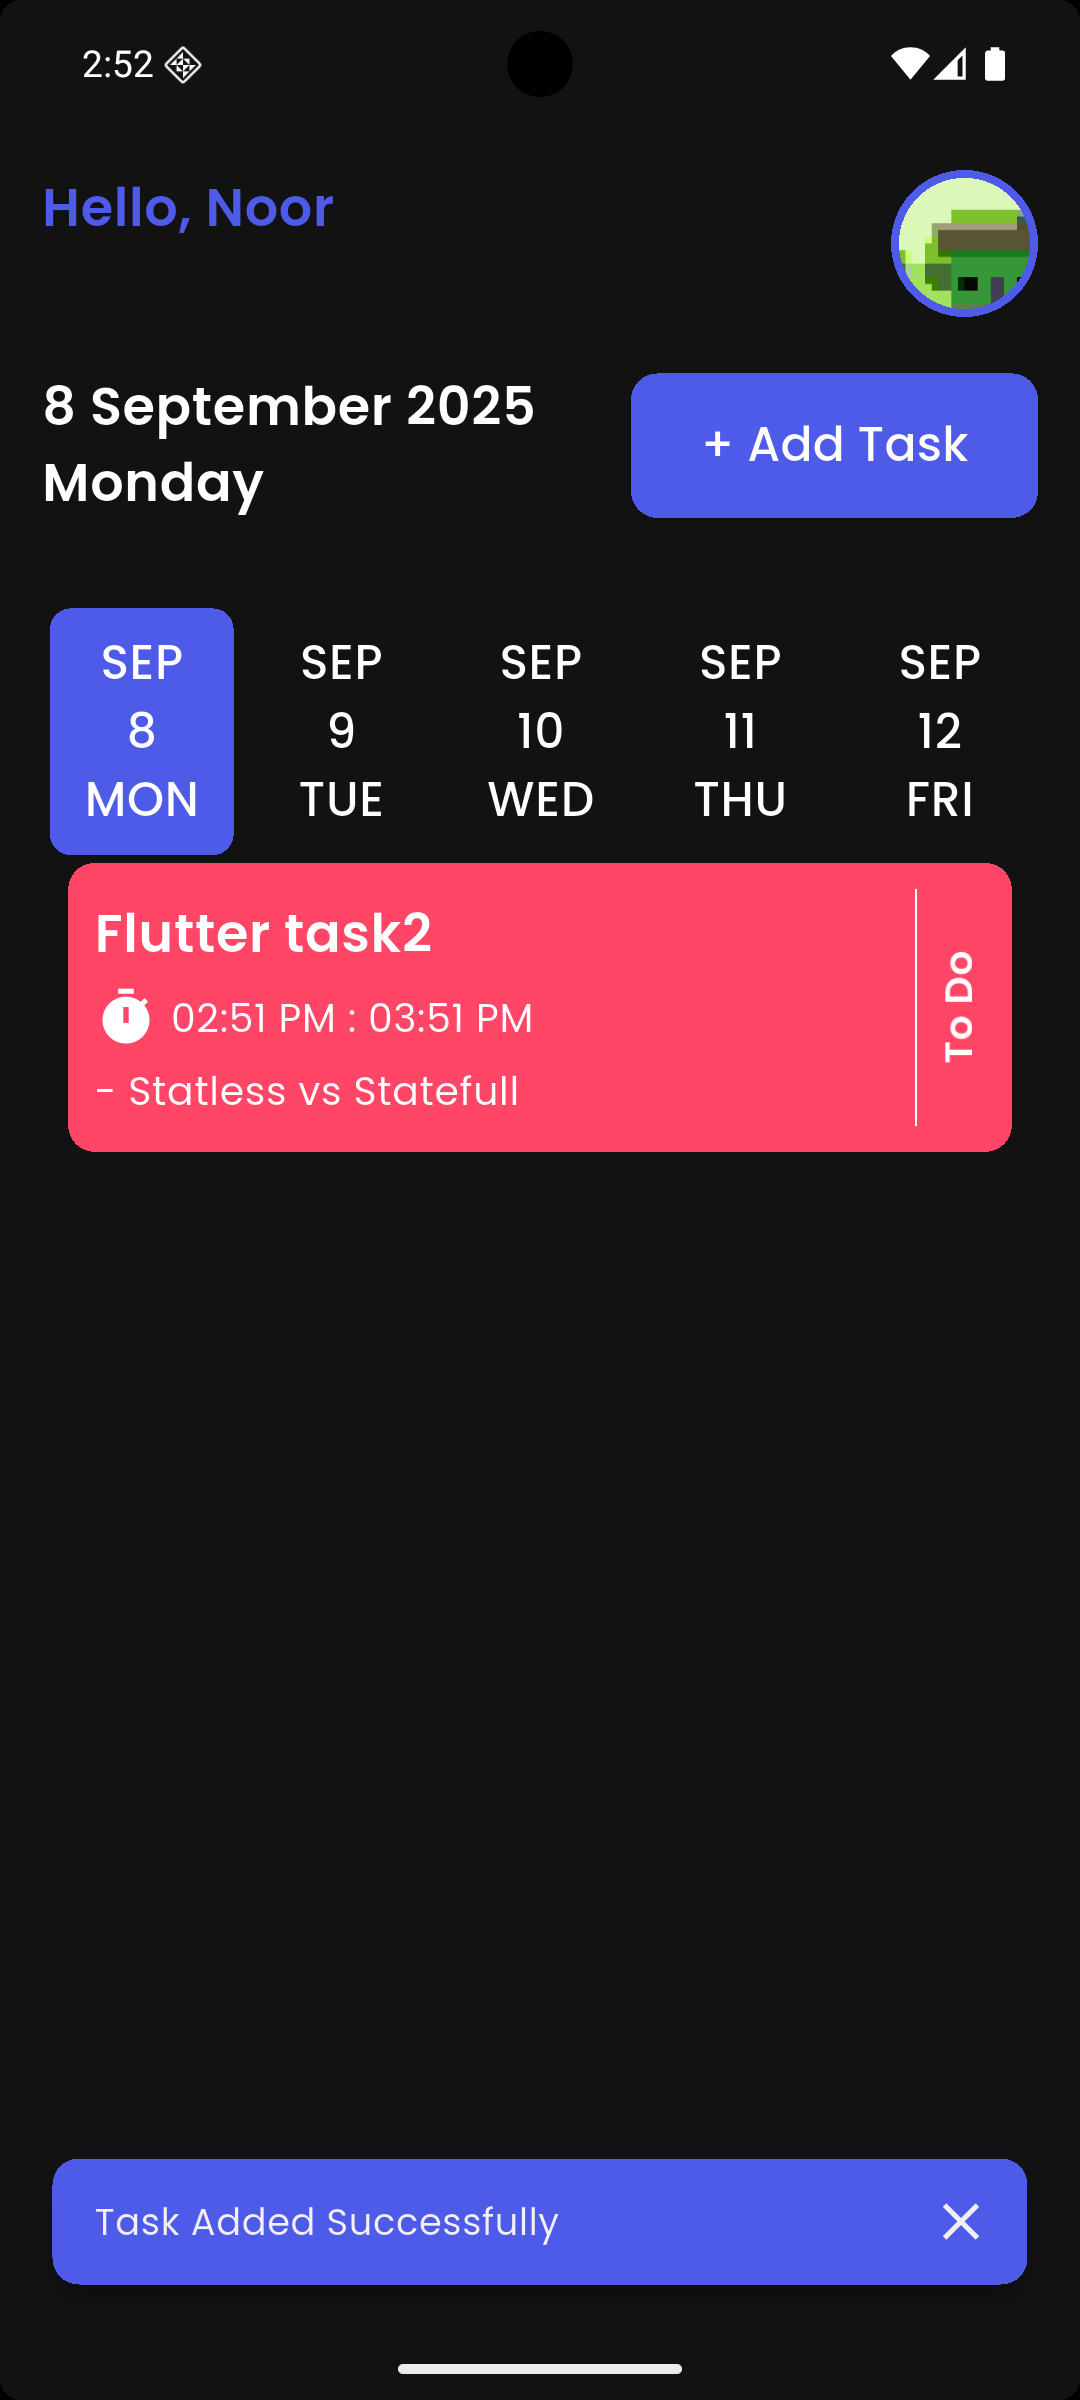 2:52
Hello, Noor
8 September 2025
Monday
+ Add Task
SEP
8
MON
SEP
9
TUE
SEP
10
WED
SEP
11
THU
SEP
12
FRI
Flutter task2
02:51 PM : 03:51 PM
- Statless vs Statefull
To Do
Task Added Successfully